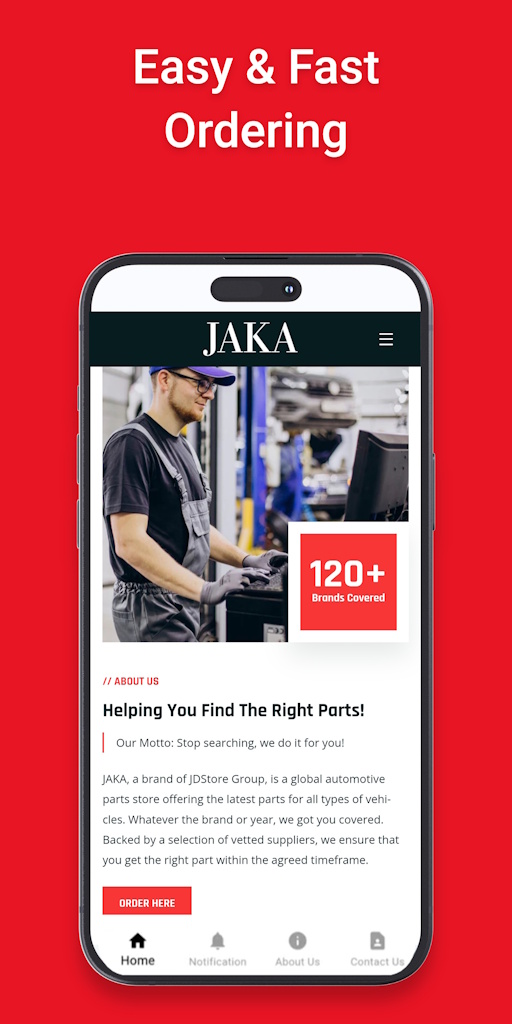 Easy & Fast
Ordering
JAKA
120+
Brands Covered
// ABOUT US
Helping You Find The Right Parts!
Our Motto: Stop searching, we do it for you!
JAKA, a brand of JDStore Group, is a global automotive
parts store offering the latest parts for all types of vehi-
cles. Whatever the brand or year, we got you covered.
Backed by a selection of vetted suppliers, we ensure that
you get the right part within the agreed timeframe.
ORDER HERE
Home
Notification
About Us
Contact Us